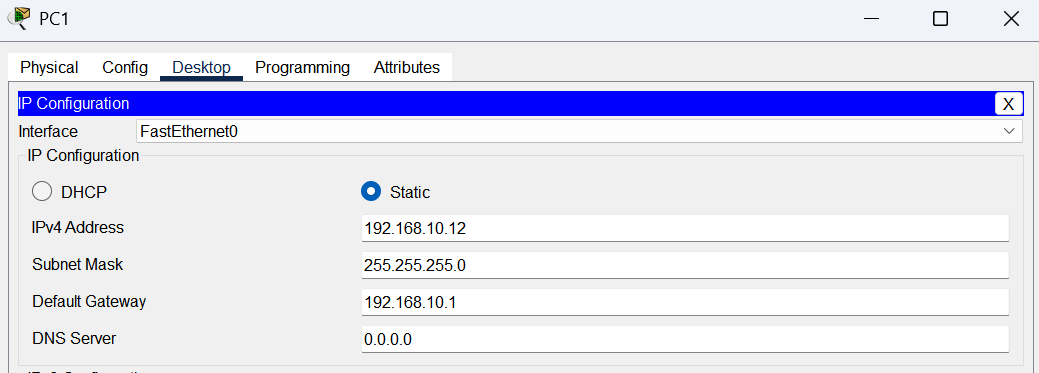 PC1
Physical Config Desktop Programming Attributes
IP Configuration X
Interface FastEthernet0
IP Configuration
DHCP Static
IPv4 Address 192.168.10.12
Subnet Mask 255.255.255.0
Default Gateway 192.168.10.1
DNS Server 0.0.0.0